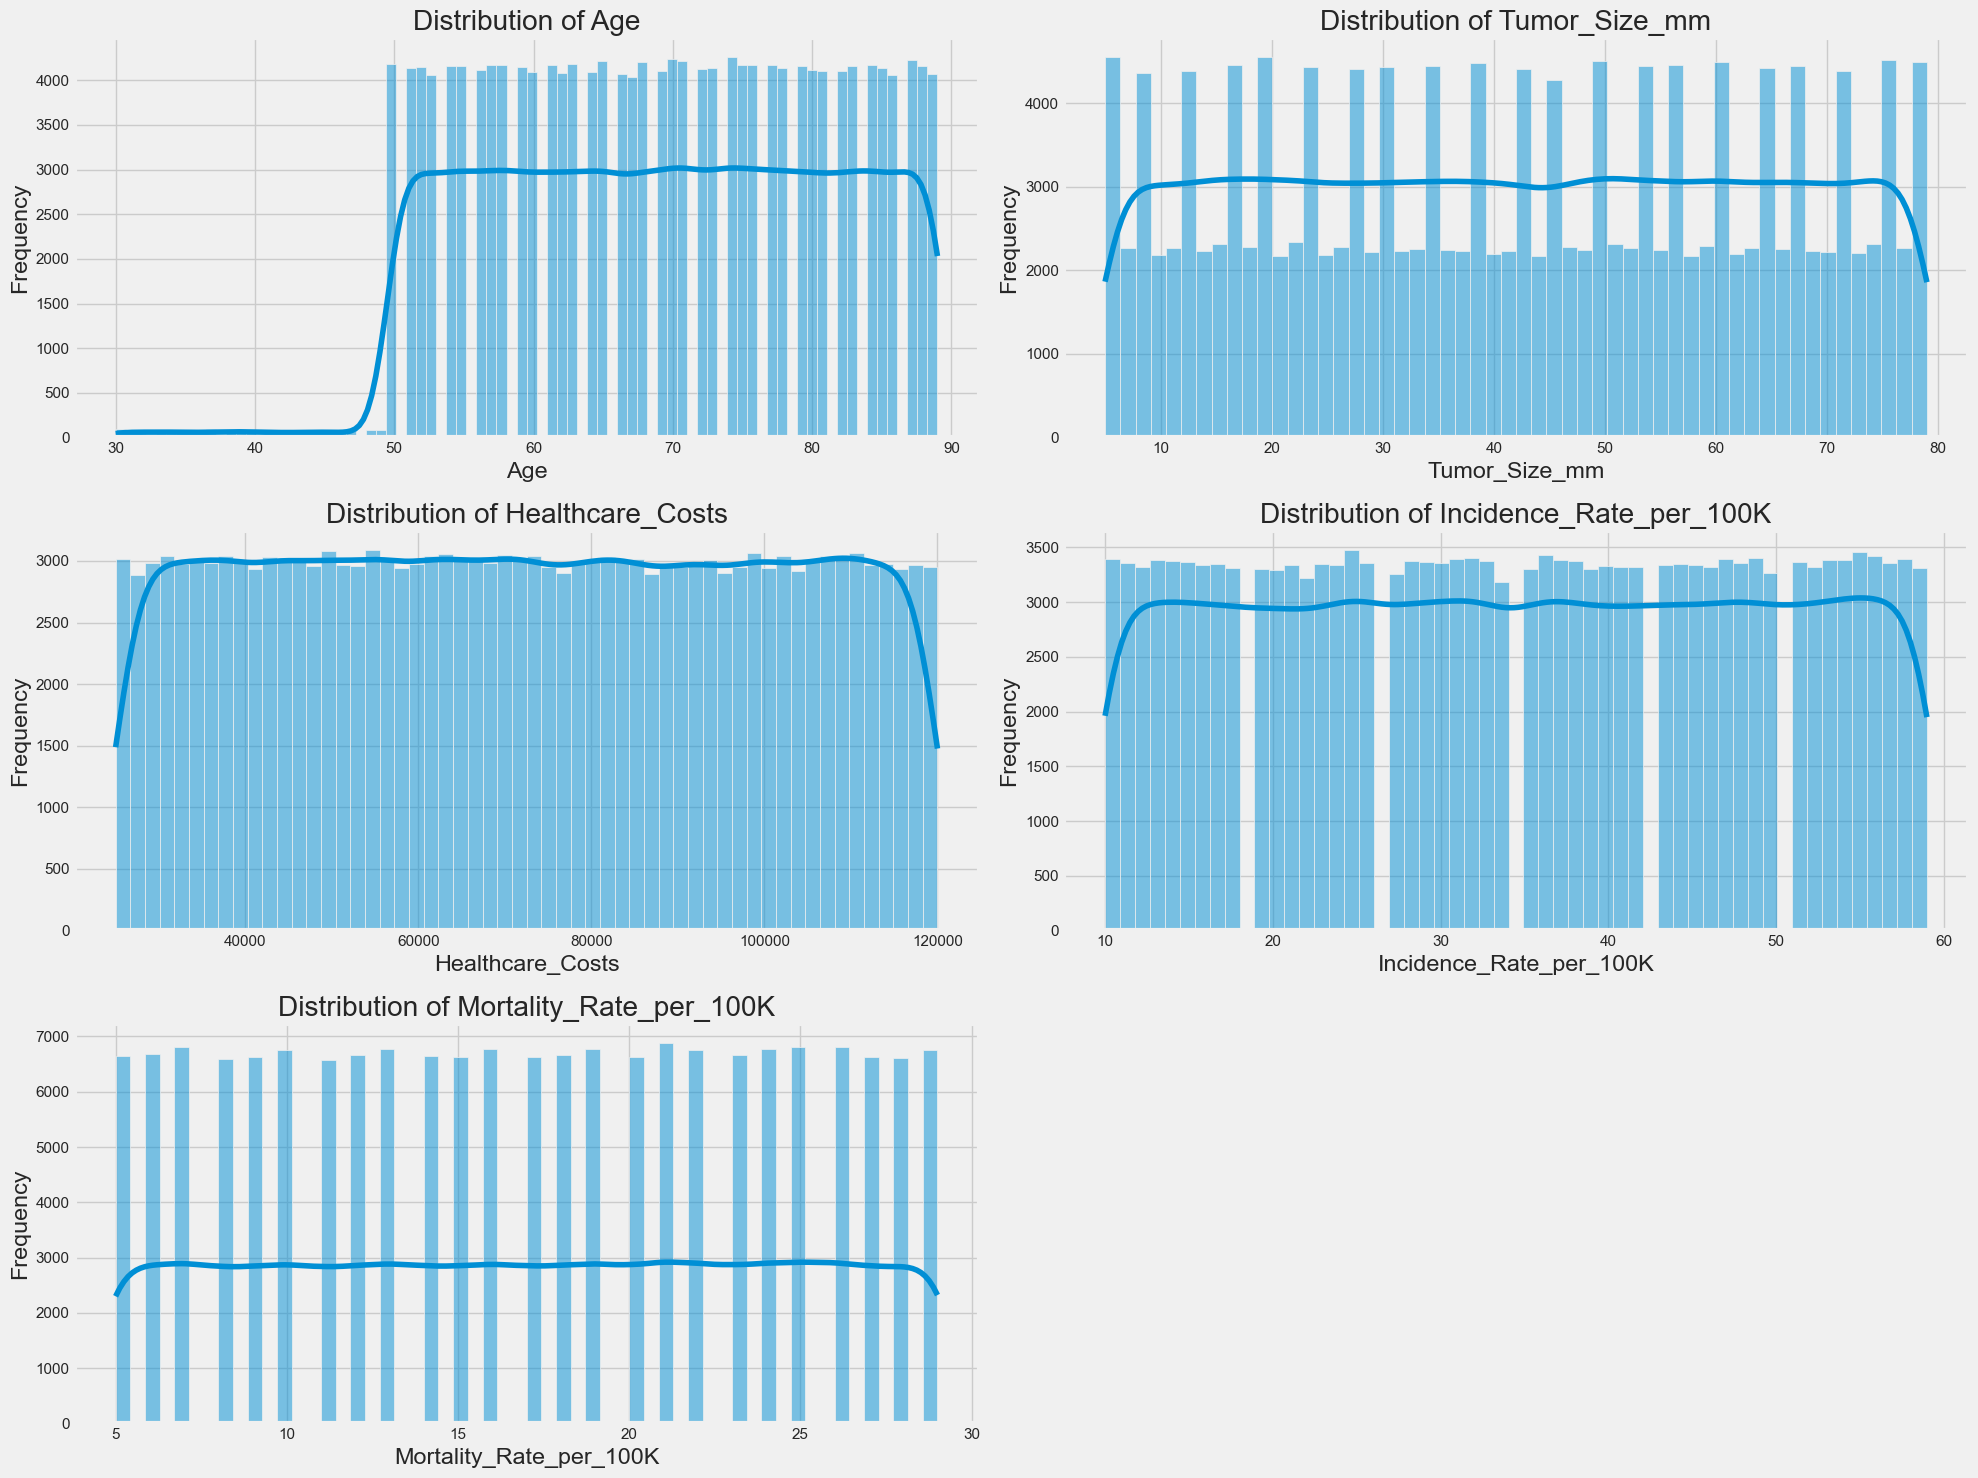 Distribution of Age
Frequency
4000
3500
3000
2500
2000
1500
1000
500
0
30 40 50 60 70 80 90
Age
Distribution of Tumor_Size_mm
Frequency
4000
3000
2000
1000
0
10 20 30 40 50 60 70 80
Tumor_Size_mm
Distribution of Healthcare_Costs
Frequency
3000
2500
2000
1500
1000
500
0
40000 60000 80000 100000 120000
Healthcare_Costs
Distribution of Incidence_Rate_per_100K
Frequency
3500
3000
2500
2000
1500
1000
500
0
10 20 30 40 50 60
Incidence_Rate_per_100K
Distribution of Mortality_Rate_per_100K
Frequency
7000
6000
5000
4000
3000
2000
1000
0
5 10 15 20 25 30
Mortality_Rate_per_100K